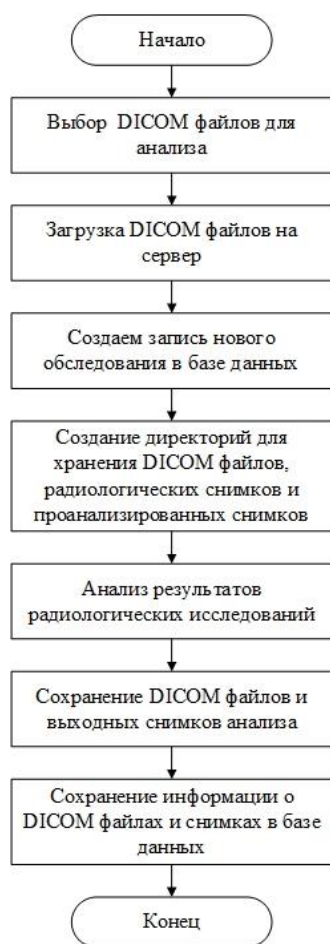 Начало
Выбор DICOM файлов для
анализа
Загрузка DICOM файлов на
сервер
Создаем запись нового
обследования в базе данных
Создание директорий для
хранения DICOM файлов,
радиологических снимков и
проанализированных снимков
Анализ результатов
радиологических исследований
Сохранение DICOM файлов и
выходных снимков анализа
Сохранение информации о
DICOM файлах и снимках в базе
данных
Конец